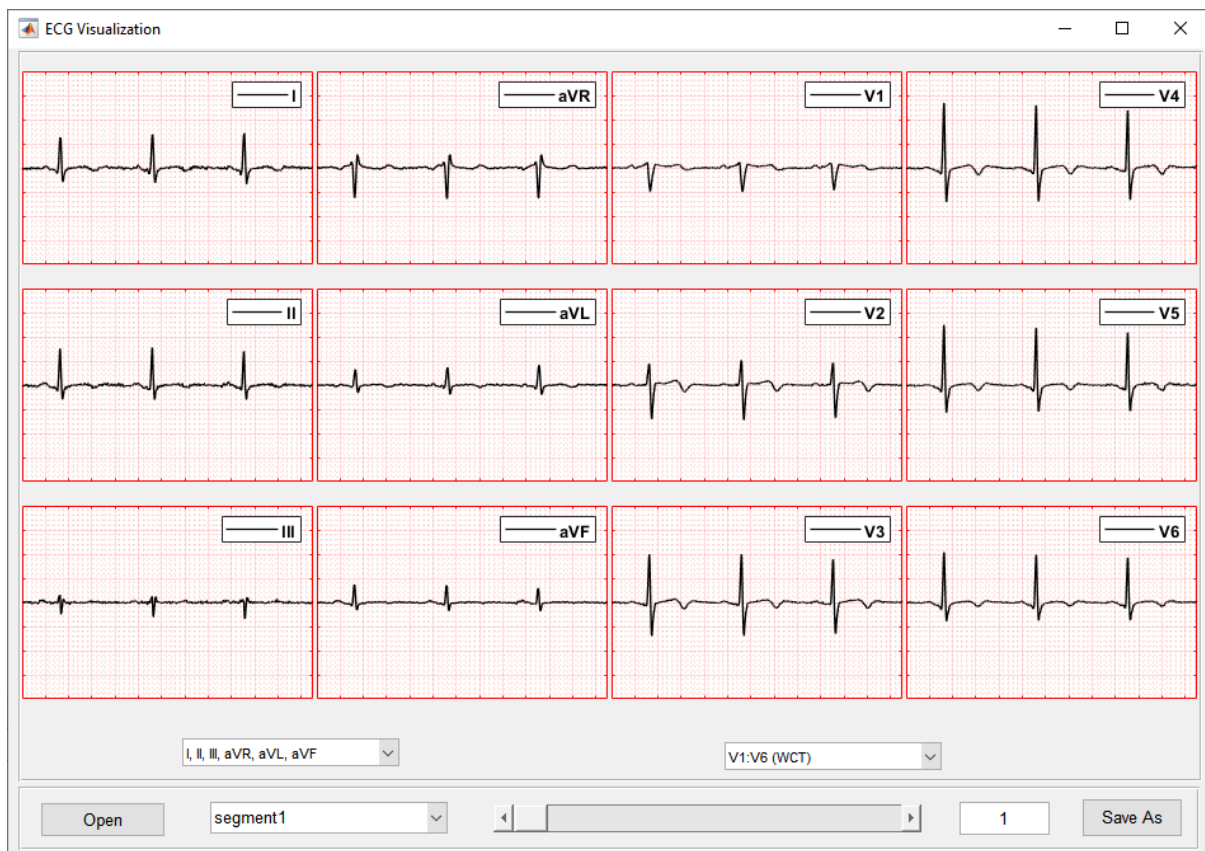 ECG Visualization
I
aVR
V1
V4
II
aVL
V2
V5
III
aVF
V3
V6
I, II, III, aVR, aVL, aVF
V1:V6 (WCT)
Open
segment1
1
Save As